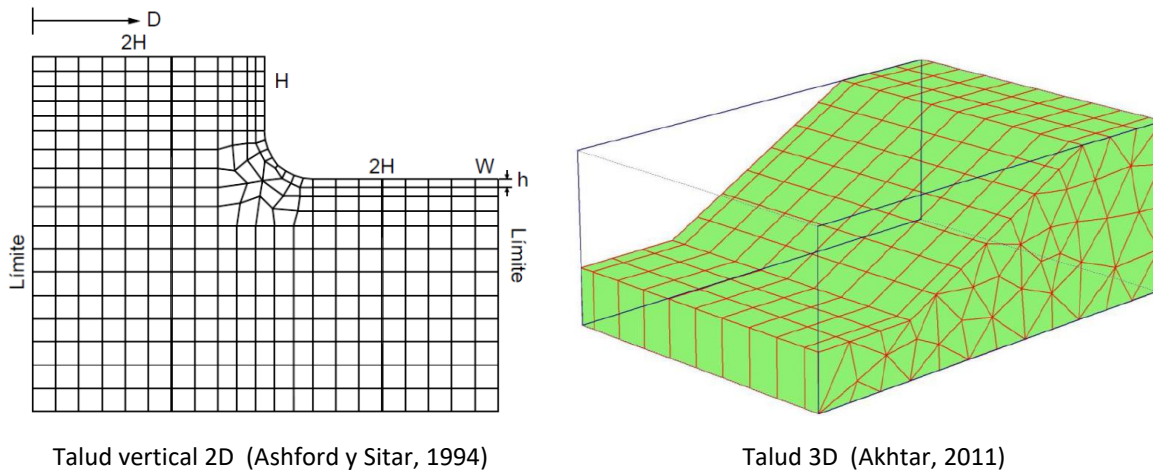 D
2H
H
2H
W
h
Límite
Límite
Talud vertical 2D (Ashford y Sitar, 1994)
Talud 3D (Akhtar, 2011)